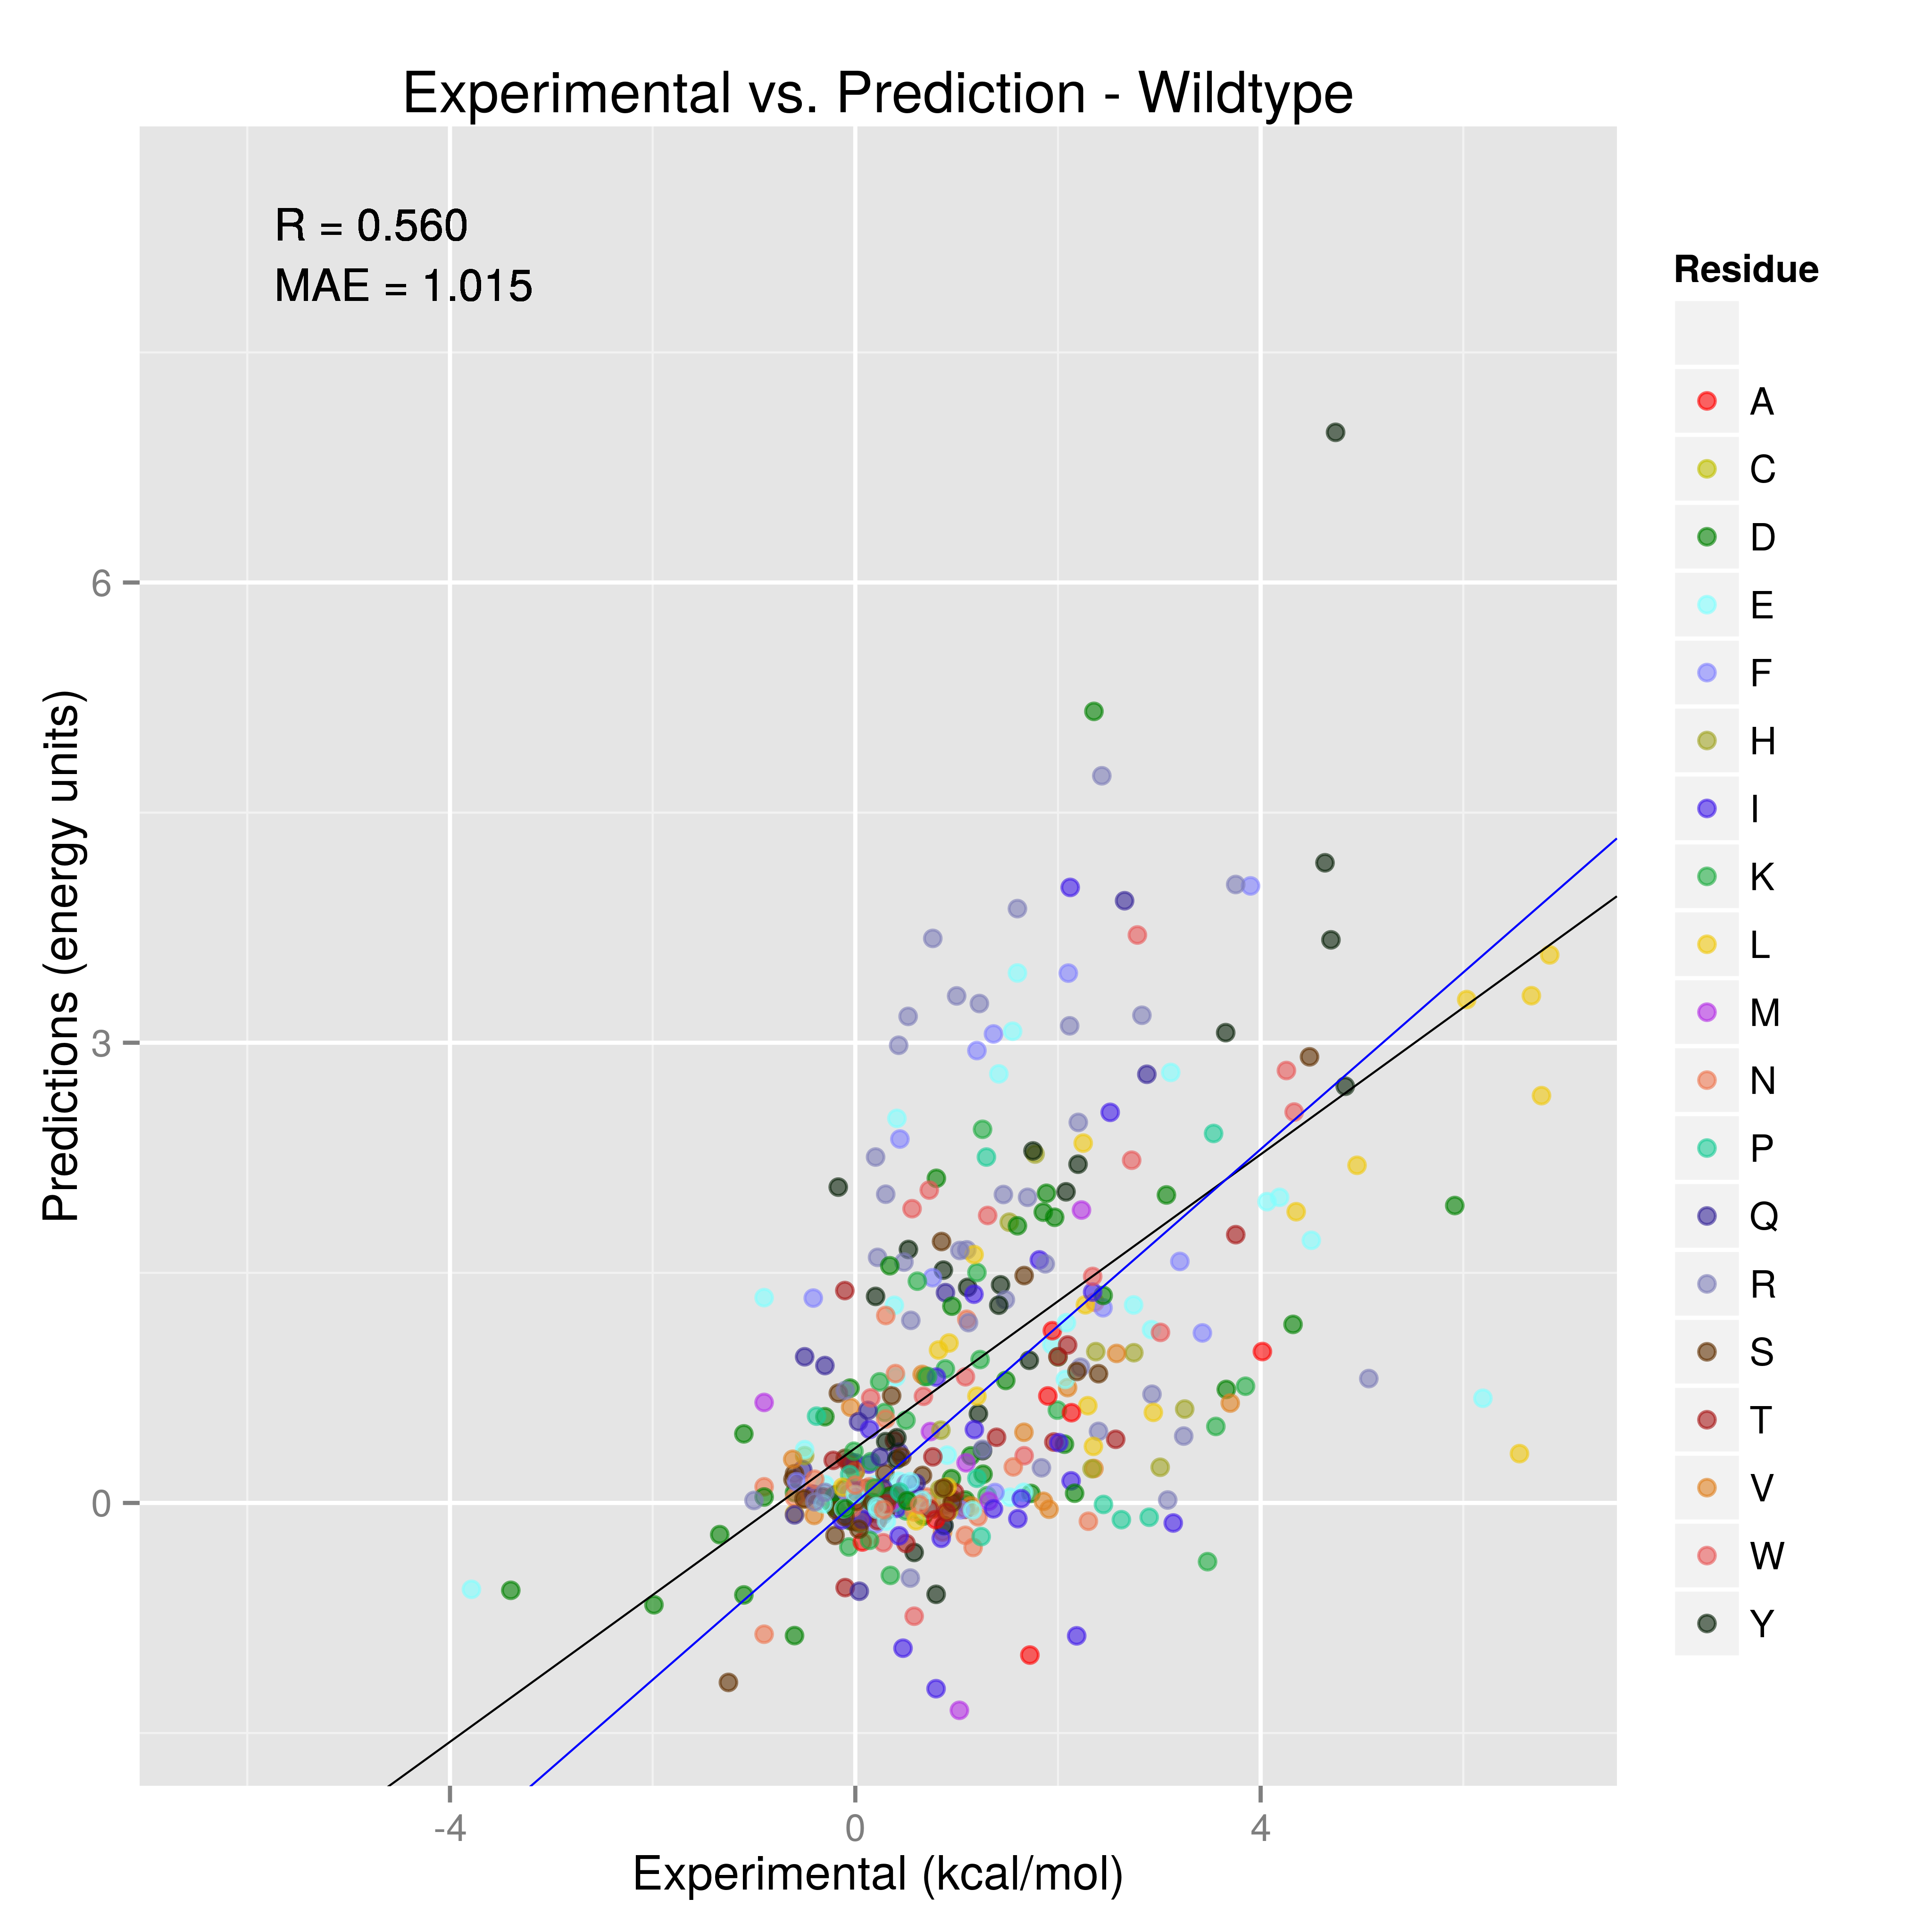 Experimental vs. Prediction - Wildtype
R = 0.560
MAE = 1.015
Predictions (energy units)
6
3
0
-4
0
4
Experimental (kcal/mol)
Residue
A
C
D
E
F
H
I
K
L
M
N
P
Q
R
S
T
V
W
Y